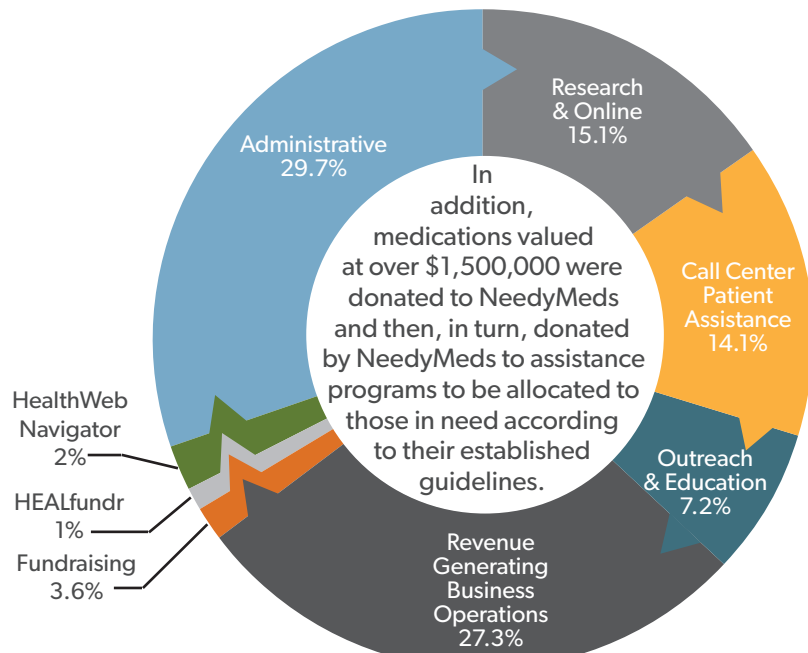 Research
& Online
15.1%
Administrative
29.7%
In
addition,
medications valued
at over $1,500,000 were
donated to NeedyMeds
and then, in turn, donated
by NeedyMeds to assistance
programs to be allocated to
those in need according
to their established
guidelines.
Call Center
Patient
Assistance
14.1%
Outreach
& Education
7.2%
Revenue
Generating
Business
Operations
27.3%
HealthWeb
Navigator
2%
HEALfundr
1%
Fundraising
3.6%